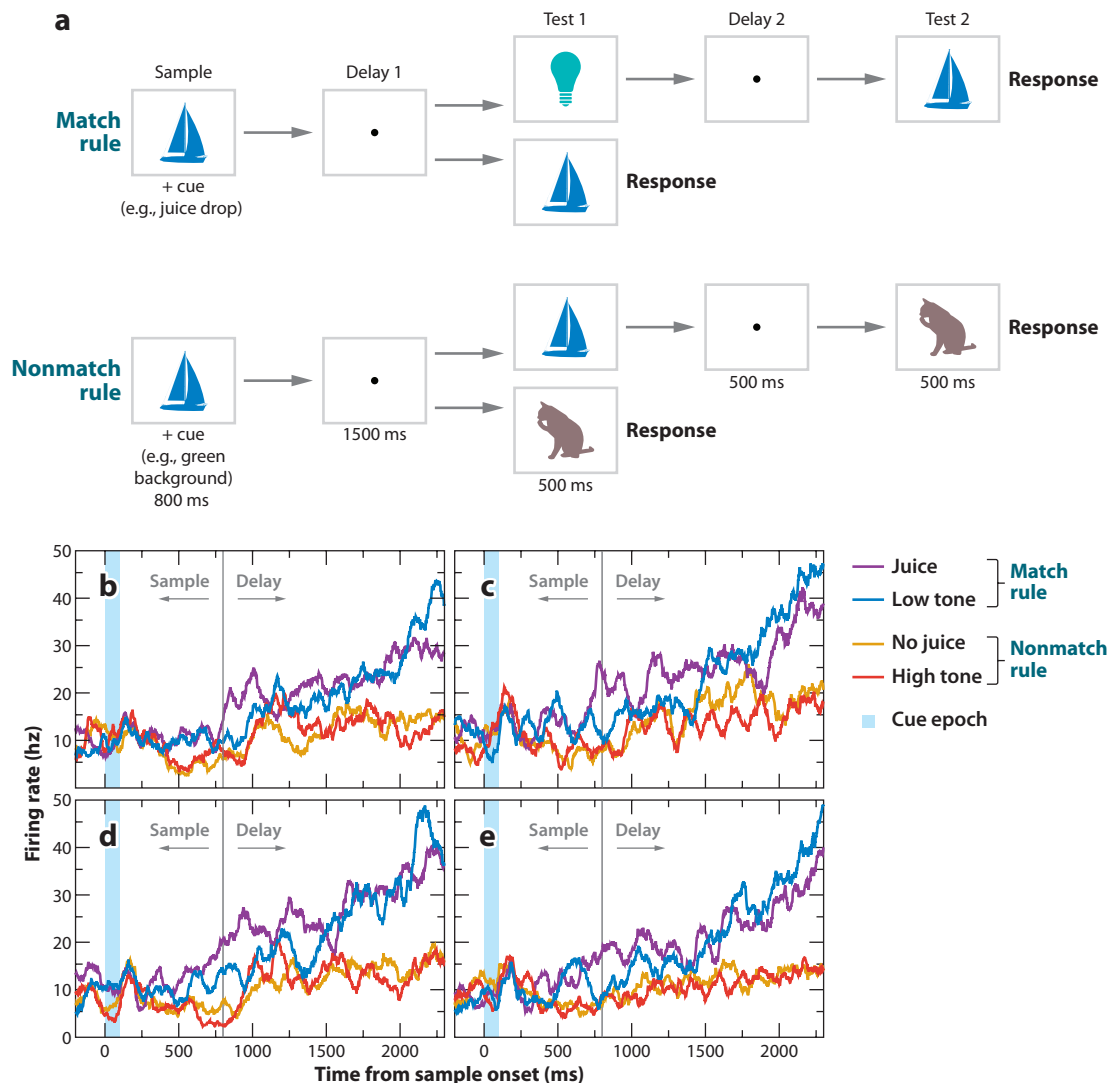 a
Sample
Delay 1
Test 1
Delay 2
Test 2
Match
rule
+ cue
(e.g., juice drop)
Response
Response
Nonmatch
rule
+ cue
(e.g., green
background)
800 ms
1500 ms
500 ms
500 ms
500 ms
Response
Response
b
Sample
Delay
c
Sample
Delay
d
Sample
Delay
e
Sample
Delay
50
40
30
20
10
50
40
30
20
10
0
Firing rate (hz)
0 500 1000 1500 2000
0 500 1000 1500 2000
Time from sample onset (ms)
Juice
Low tone
Match
rule
No juice
High tone
Nonmatch
rule
Cue epoch